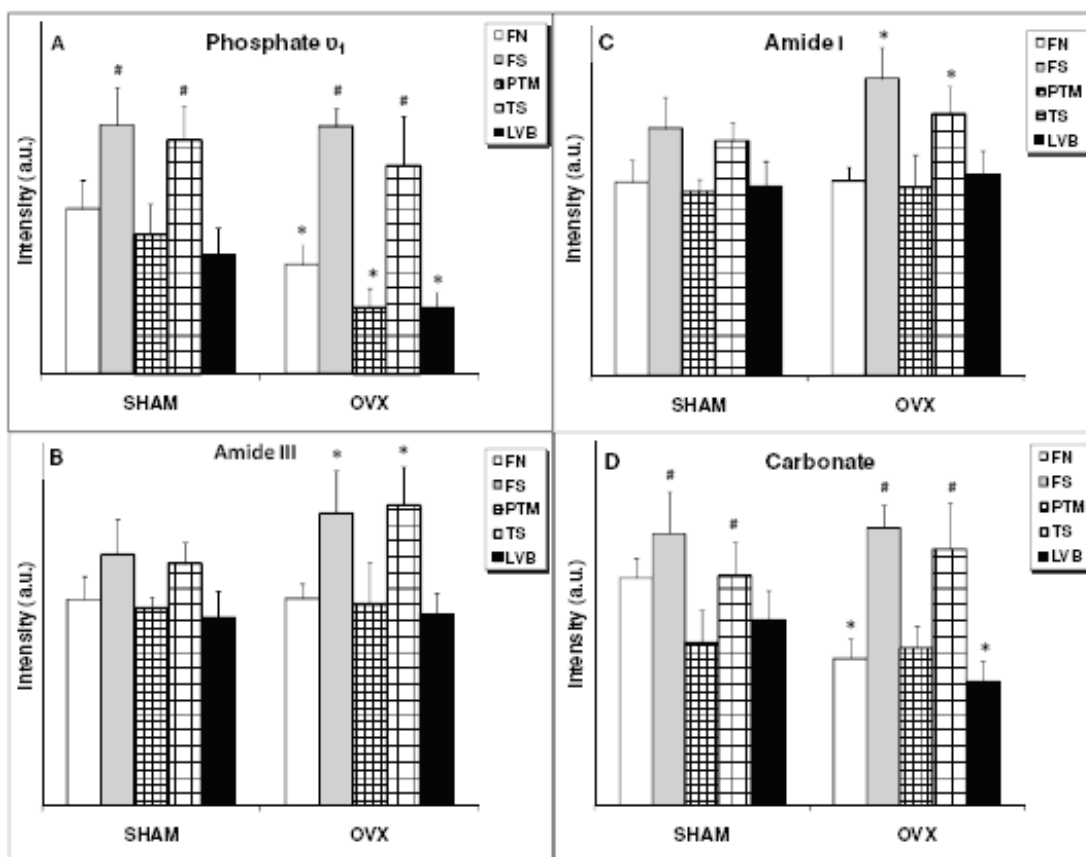 A
Phosphate υ1
FN
FS
PTM
TS
LVB
Intensity (a.u.)
# # # #
* * *
SHAM OVX
C
Amide I
FN
FS
PTM
TS
LVB
Intensity (a.u.)
* *
SHAM OVX
B
Amide III
FN
FS
PTM
TS
LVB
Intensity (a.u.)
* *
SHAM OVX
D
Carbonate
FN
FS
PTM
TS
LVB
Intensity (a.u.)
# # # #
* *
SHAM OVX